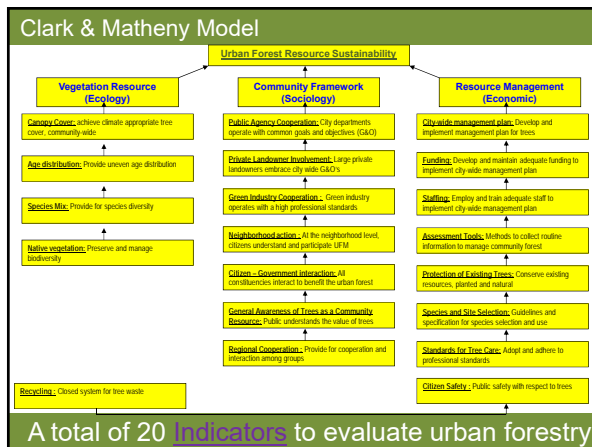 Clark & Matheny Model
Urban Forest Resource Sustainability
Vegetation Resource
(Ecology)
Canopy Cover: achieve climate appropriate tree
cover, community-wide
Age distribution: Provide uneven age distribution
Species Mix: Provide for species diversity
Native vegetation: Preserve and manage
biodiversity
Community Framework
(Sociology)
Public Agency Cooperation: City departments
operate with common goals and objectives (G&O)
Private Landowner Involvement: Large private
landowners embrace city wide G&O's
Green Industry Cooperation : Green industry
operates with a high professional standards
Neighborhood action : At the neighborhood level,
citizens understand and participate UFM
Citizen – Government interaction: All
constituencies interact to benefit the urban forest
General Awareness of Trees as a Community
Resource: Public understands the value of trees
Regional Cooperation : Provide for cooperation and
interaction among groups
Resource Management
(Economic)
City-wide management plan: Develop and
implement management plan for trees
Funding: Develop and maintain adequate funding to
implement city-wide management plan
Staffing: Employ and train adequate staff to
implement city-wide management plan
Assessment Tools: Methods to collect routine
information to manage community forest
Protection of Existing Trees: Conserve existing
resources, planted and natural
Species and Site Selection: Guidelines and
specification for species selection and use
Standards for Tree Care: Adopt and adhere to
professional standards
Citizen Safety : Public safety with respect to trees
Recycling : Closed system for tree waste
A total of 20 Indicators to evaluate urban forestry